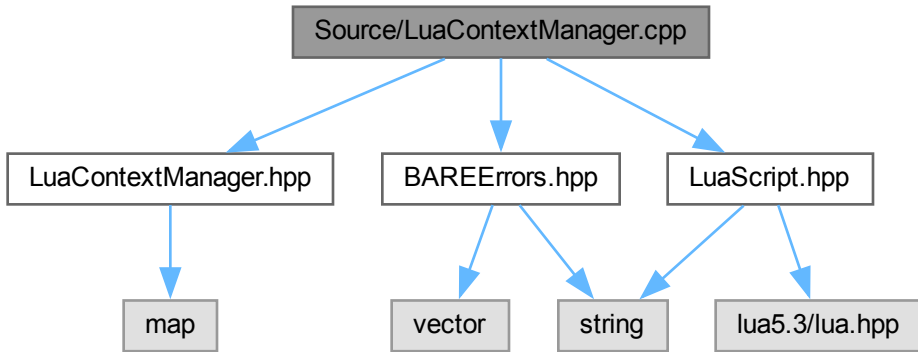 Source/LuaContextManager.cpp
LuaContextManager.hpp
BAREErrors.hpp
LuaScript.hpp
map
vector
string
lua5.3/lua.hpp